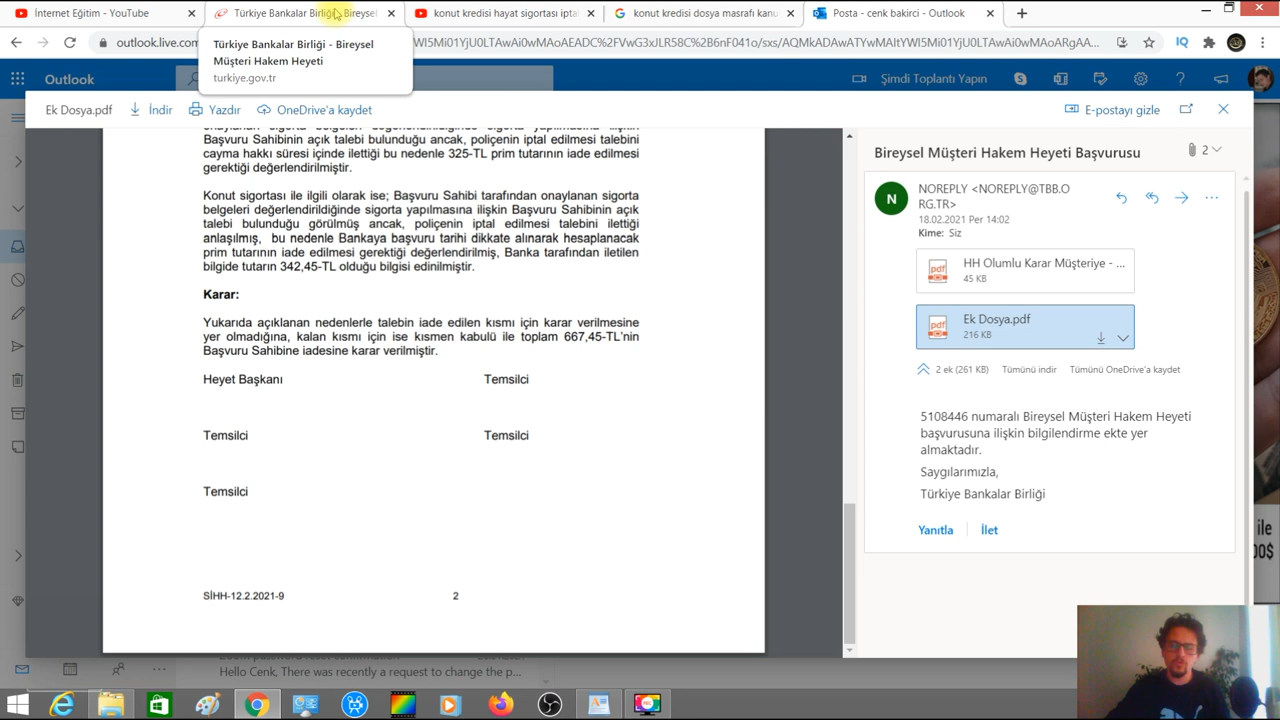 İnternet Eğitim - YouTube
Türkiye Bankalar Birliği - Bireysel
konut kredisi hayat sigortası iptal
konut kredisi dosya masrafı kanu
Posta - cenk bakirci - Outlook
outlook.live.com
Türkiye Bankalar Birliği - Bireysel
Müşteri Hakem Heyeti
turkiye.gov.tr
IQ
Outlook
Şimdi Toplantı Yapın
Ek Dosya.pdf
İndir
Yazdır
OneDrive'a kaydet
E-postayı gizle
onaylanan sigorta belgeleri değerlendirildiğinde sigorta yapılmasına ilişkin
Başvuru Sahibinin açık talebi bulunduğu ancak, poliçenin iptal edilmesi talebini
cayma hakkı süresi içinde ilettiği bu nedenle 325-TL prim tutarının iade edilmesi
gerektiği değerlendirilmiştir.
Konut sigortası ile ilgili olarak ise; Başvuru Sahibi tarafından onaylanan sigorta
belgeleri değerlendirildiğinde sigorta yapılmasına ilişkin Başvuru Sahibinin açık
talebi bulunduğu görülmüş ancak, poliçenin iptal edilmesi talebini ilettiği
anlaşılmış, bu nedenle Bankaya başvuru tarihi dikkate alınarak hesaplanacak
prim tutarının iade edilmesi gerektiği değerlendirilmiş, Banka tarafından iletilen
bilgide tutarın 342,45-TL olduğu bilgisi edinilmiştir.
Karar:
Yukarıda açıklanan nedenlerle talebin iade edilen kısmı için karar verilmesine
yer olmadığına, kalan kısmı için ise kısmen kabulü ile toplam 667,45-TL'nin
Başvuru Sahibine iadesine karar verilmiştir.
Heyet Başkanı
Temsilci
Temsilci
Temsilci
Temsilci
SİHH-12.2.2021-9
2
Bireysel Müşteri Hakem Heyeti Başvurusu
2
N
NOREPLY <NOREPLY@TBB.O
RG.TR>
18.02.2021 Per 14:02
Kime: Siz
HH Olumlu Karar Müşteriye - ...
45 KB
Ek Dosya.pdf
216 KB
2 ek (261 KB)
Tümünü indir
Tümünü OneDrive'a kaydet
5108446 numaralı Bireysel Müşteri Hakem Heyeti
başvurusuna ilişkin bilgilendirme ekte yer
almaktadır.
Saygılarımızla,
Türkiye Bankalar Birliği
Yanıtla
İlet
ile
00$
Hello Cenk, There was recently a request to change the p...